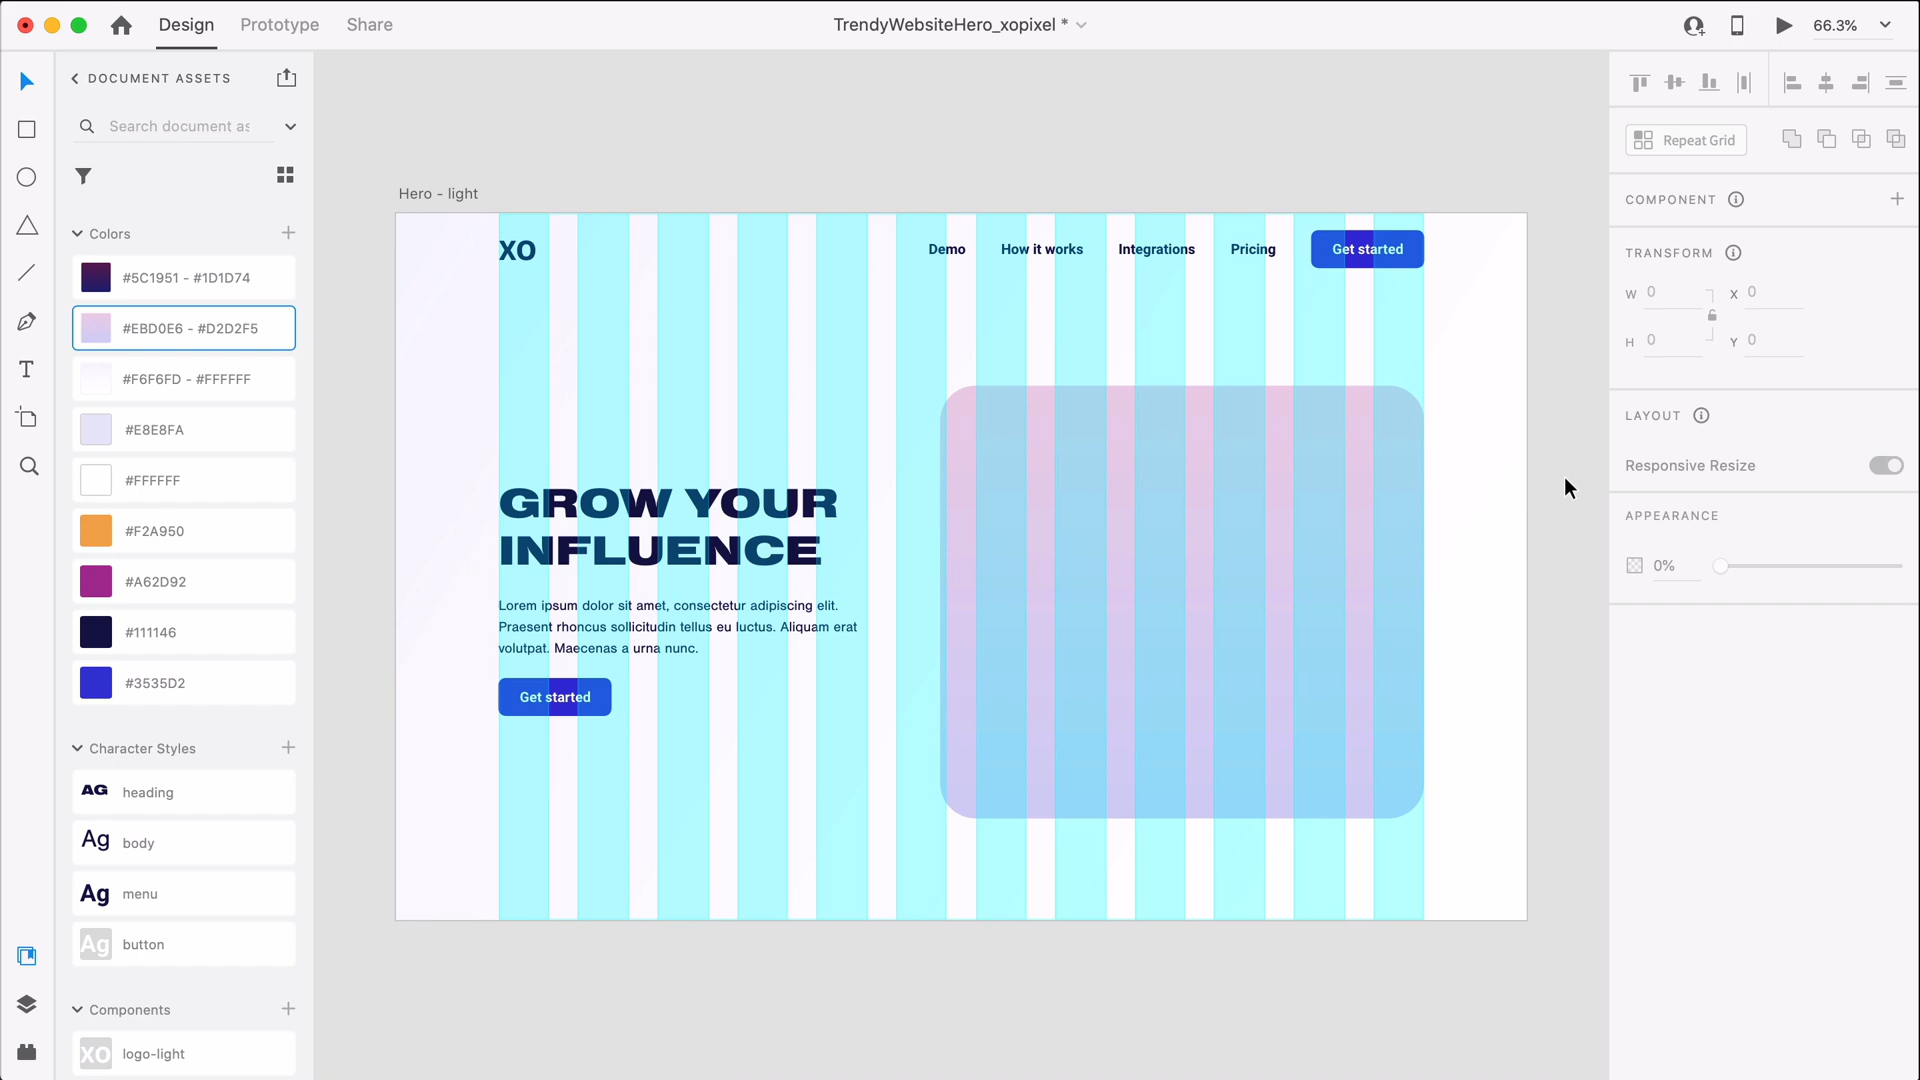 Design
Prototype
Share
TrendyWebsiteHero_xopixel *
66.3%
DOCUMENT ASSETS
Search document as
Colors
#5C1951 - #1D1D74
#EBD0E6 - #D2D2F5
#F6F6FD - #FFFFFF
#E8E8FA
#FFFFFF
#F2A950
#A62D92
#111146
#3535D2
Character Styles
AG heading
Ag body
Ag menu
Ag button
Components
XO logo-light
Hero - light
XO
Demo
How it works
Integrations
Pricing
Get started
GROW YOUR
INFLUENCE
Lorem ipsum dolor sit amet, consectetur adipiscing elit.
Praesent rhoncus sollicitudin tellus eu luctus. Aliquam erat
volutpat. Maecenas a urna nunc.
Get started
Repeat Grid
COMPONENT
TRANSFORM
W 0 X 0
H 0 Y 0
LAYOUT
Responsive Resize
APPEARANCE
0%